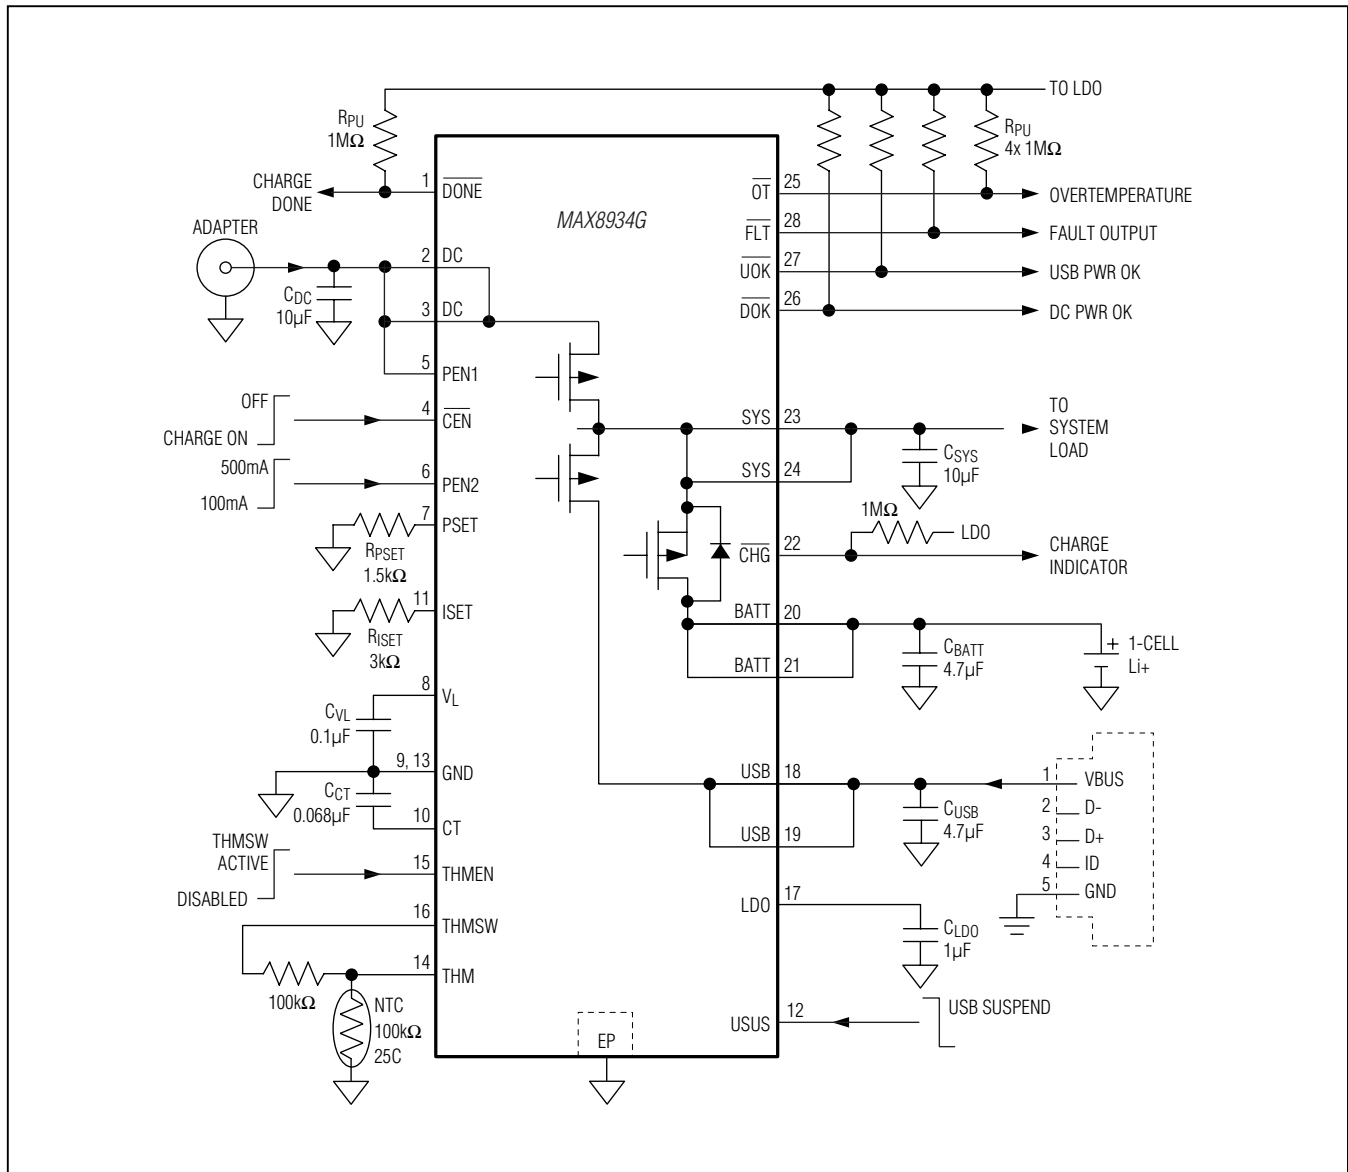 TO LDO
RPU
1MΩ
RPU
4x 1MΩ
CHARGE
DONE
1
DONE
MAX8934G
25
OT
OVERTEMPERATURE
ADAPTER
28
FLT
FAULT OUTPUT
2
DC
27
UOK
USB PWR OK
CDC
10µF
3
DC
26
DOK
DC PWR OK
5
PEN1
OFF
CHARGE ON
4
CEN
SYS
23
TO
SYSTEM
LOAD
500mA
100mA
6
PEN2
SYS
24
CSYS
10µF
7
PSET
RPSET
1.5kΩ
1MΩ
LDO
CHG
22
CHARGE
INDICATOR
11
ISET
RISET
3kΩ
BATT
20
BATT
21
CBATT
4.7µF
+
1-CELL
Li+
8
VL
CVL
0.1µF
9, 13
GND
CCT
0.068µF
10
CT
USB
18
USB
19
CUSB
4.7µF
1
VBUS
2
D-
3
D+
4
ID
5
GND
THMSW
ACTIVE
DISABLED
15
THMEN
16
THMSW
LDO
17
CLDO
1µF
14
THM
100kΩ
NTC
100kΩ
25C
EP
USUS
12
USB SUSPEND